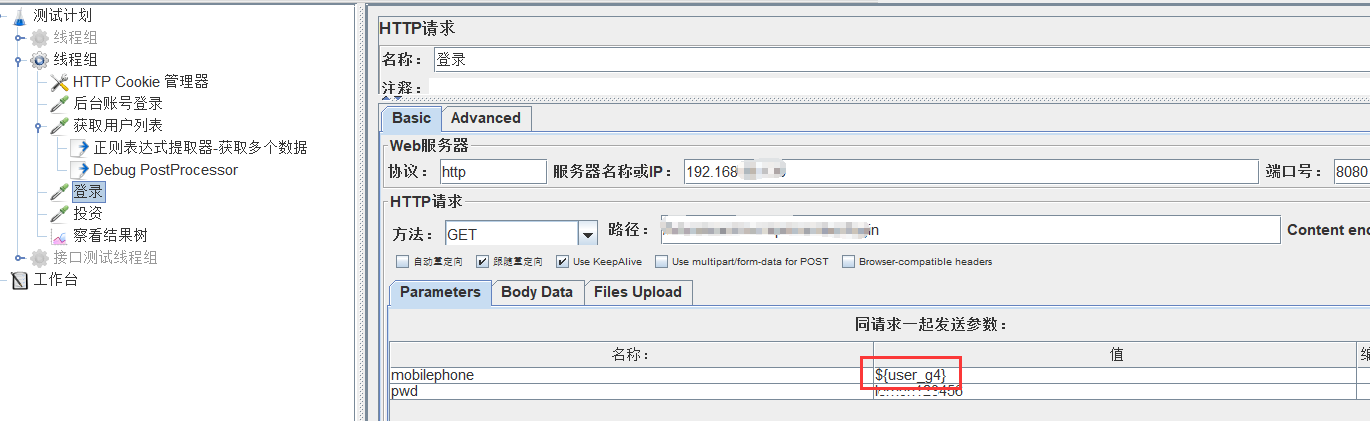 测试计划
线程组
线程组
HTTP Cookie 管理器
后台账号登录
获取用户列表
正则表达式提取器-获取多个数据
Debug PostProcessor
登录
投资
察看结果树
接口测试线程组
工作台
HTTP请求
名称： 登录
注释：
Basic Advanced
Web服务器
协议： http 服务器名称或IP： 192.168 端口号： 8080
HTTP请求
方法： GET 路径： in Content enc
自动重定向 跟随重定向 Use KeepAlive Use multipart/form-data for POST Browser-compatible headers
Parameters Body Data Files Upload
同请求一起发送参数：
名称： 值 编
mobilephone ${user_g4}
pwd